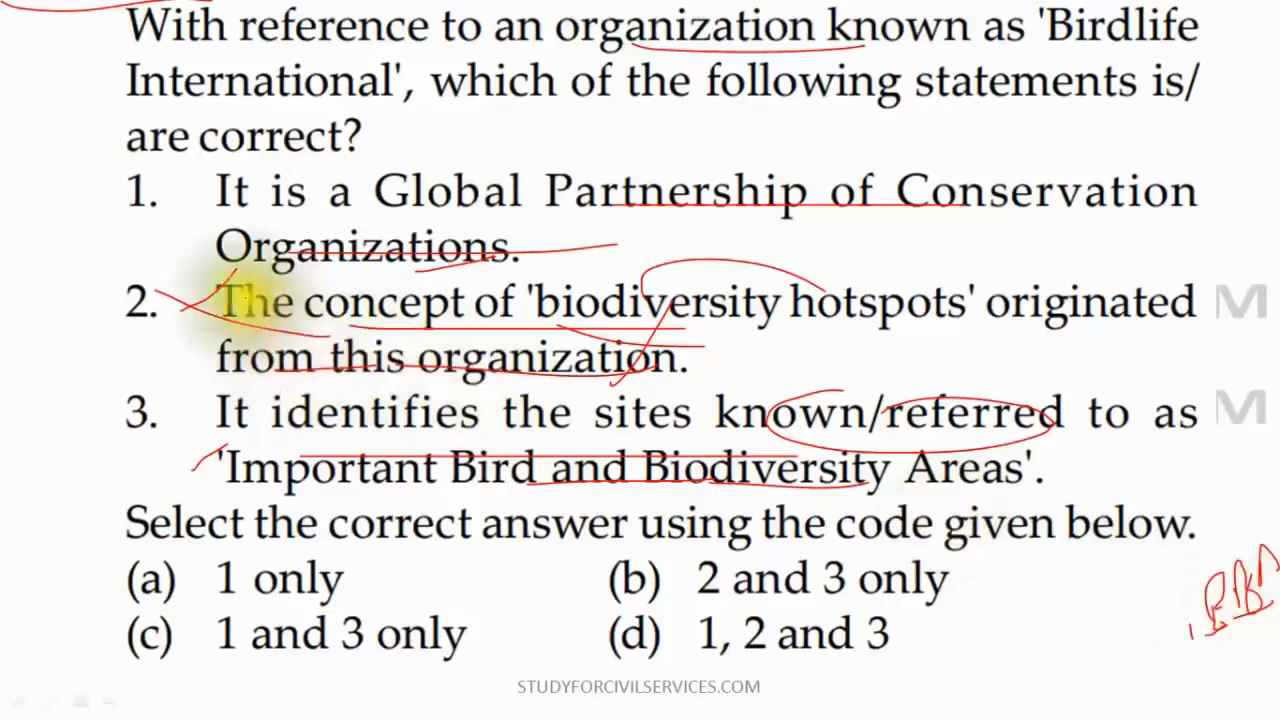 With reference to an organization known as 'Birdlife
International', which of the following statements is/
are correct?
1. It is a Global Partnership of Conservation
Organizations.
2. The concept of 'biodiversity hotspots' originated
from this organization.
3. It identifies the sites known/referred to as
'Important Bird and Biodiversity Areas'.
Select the correct answer using the code given below.
(a) 1 only (b) 2 and 3 only
(c) 1 and 3 only (d) 1, 2 and 3
STUDYFORCIVILSERVICES.COM
M
M